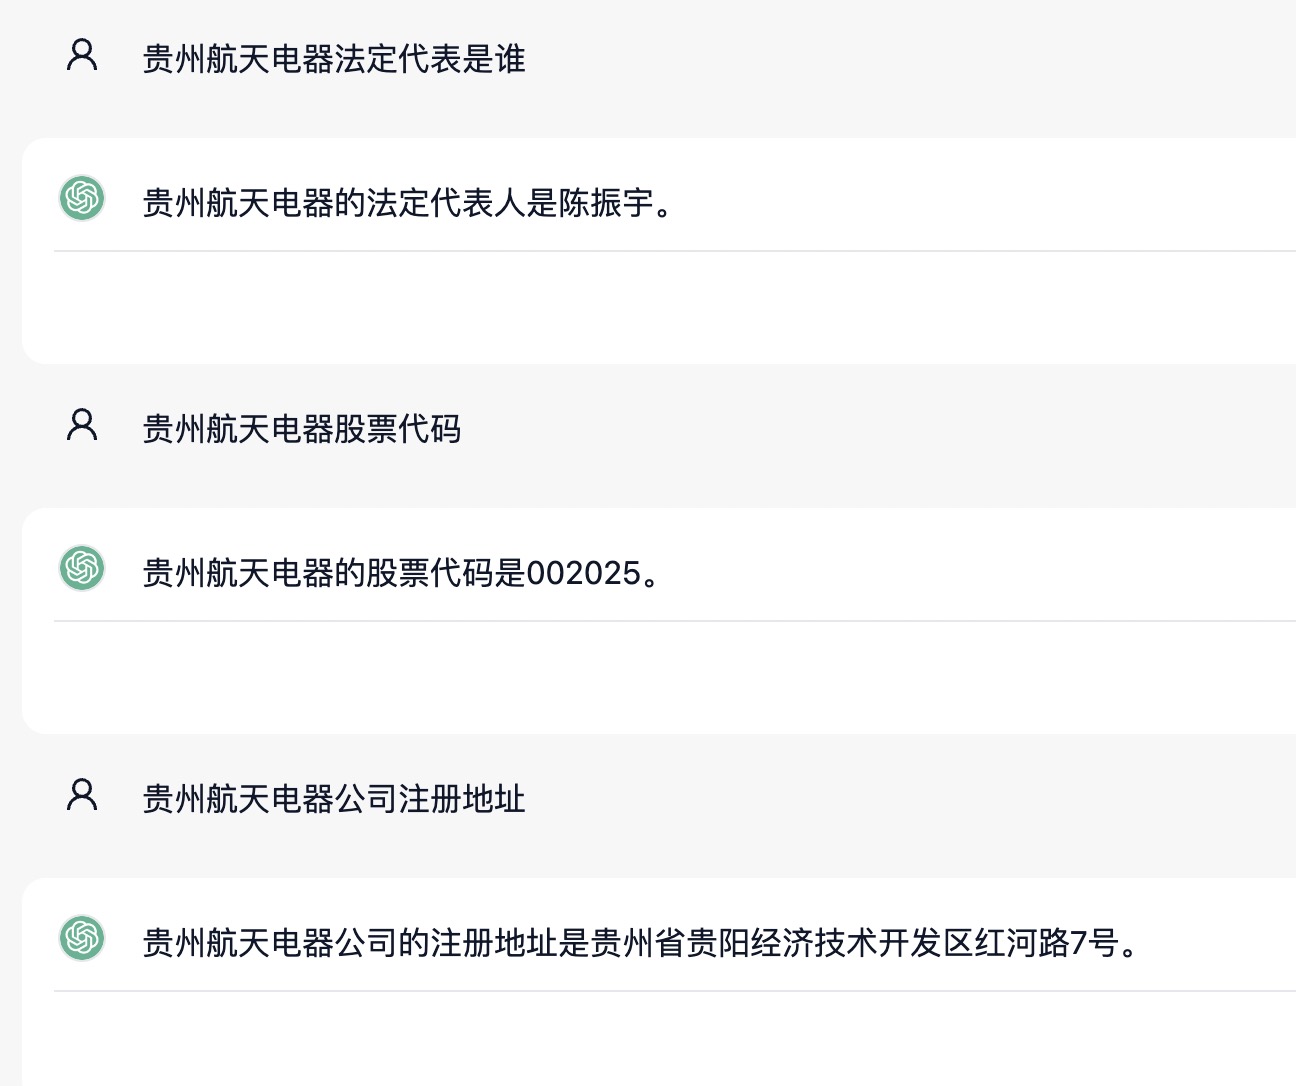 贵州航天电器法定代表是谁
贵州航天电器的法定代表人是陈振宇。
贵州航天电器股票代码
贵州航天电器的股票代码是002025。
贵州航天电器公司注册地址
贵州航天电器公司的注册地址是贵州省贵阳经济技术开发区红河路7号。